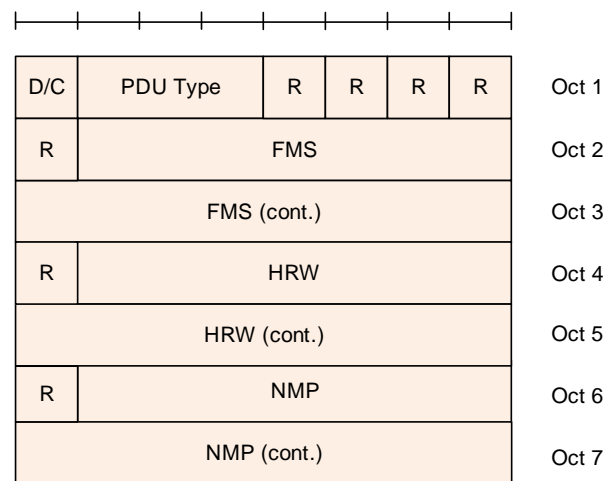 D/C PDU Type R R R R Oct 1
R FMS Oct 2
FMS (cont.) Oct 3
R HRW Oct 4
HRW (cont.) Oct 5
R NMP Oct 6
NMP (cont.) Oct 7